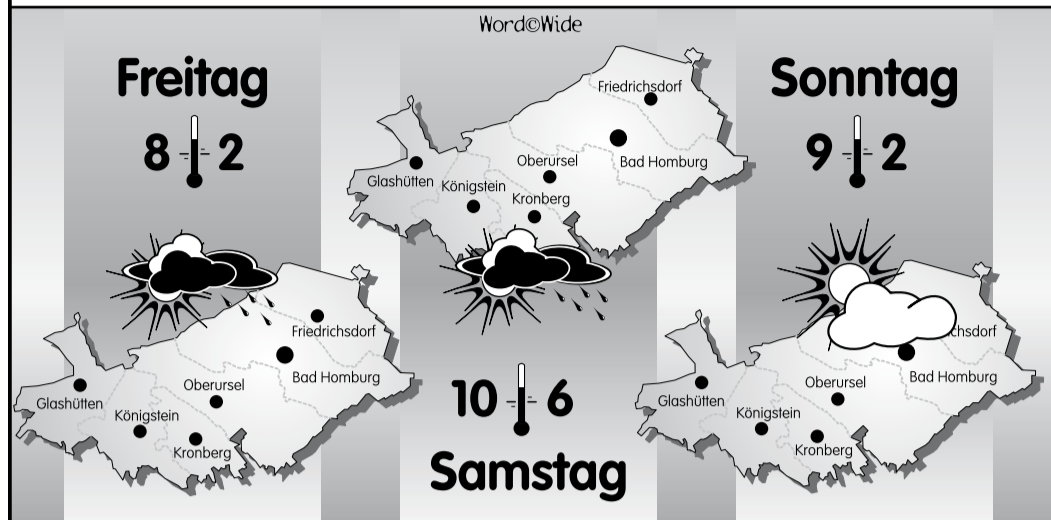 Word©Wide
Freitag
8 2
Friedrichsdorf
Bad Homburg
Oberursel
Glashütten
Königstein
Kronberg
Friedrichsdorf
Bad Homburg
Oberursel
Glashütten
Königstein
Kronberg
10 6
Samstag
Sonntag
9 2
chsdorf
Bad Homburg
Oberursel
Glashütten
Königstein
Kronberg